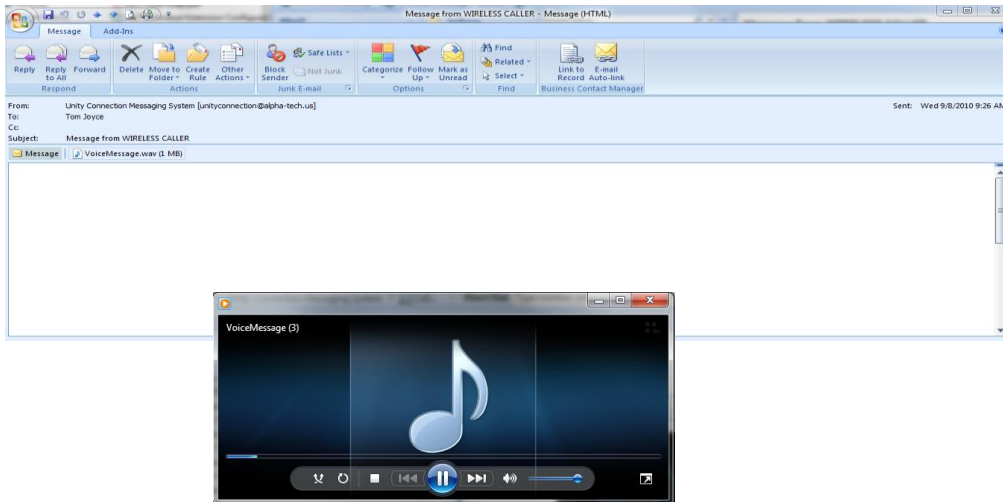 Message from WIRELESS CALLER - Message (HTML)
Message Add-Ins
Reply Reply to All Forward Delete Move to Folder Create Rule Other Actions Block Sender Safe Lists Not Junk Categorize Follow Up Mark as Unread Find Related Select Link to Record E-mail Auto-link
Respond Actions Junk E-mail Options Find Business Contact Manager
From: Unity Connection Messaging System [unityconnection@alpha-tech.us] Sent: Wed 9/8/2010 9:26 AM
To: Tom Joyce
Cc:
Subject: Message from WIRELESS CALLER
Message VoiceMessage.wav (1 MB)
VoiceMessage (3)